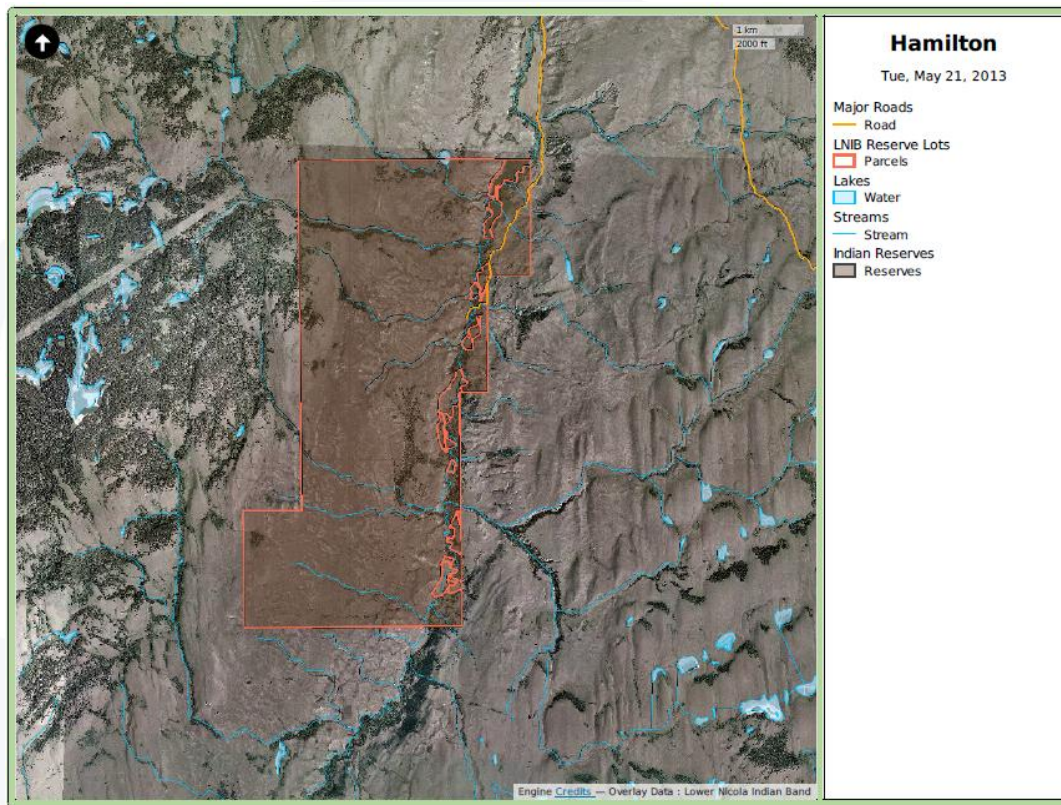 1 km
2000 ft
Hamilton
Tue, May 21, 2013
Major Roads
Road
LNIB Reserve Lots
Parcels
Lakes
Water
Streams
Stream
Indian Reserves
Reserves
Engine Credits — Overlay Data : Lower Nicola Indian Band